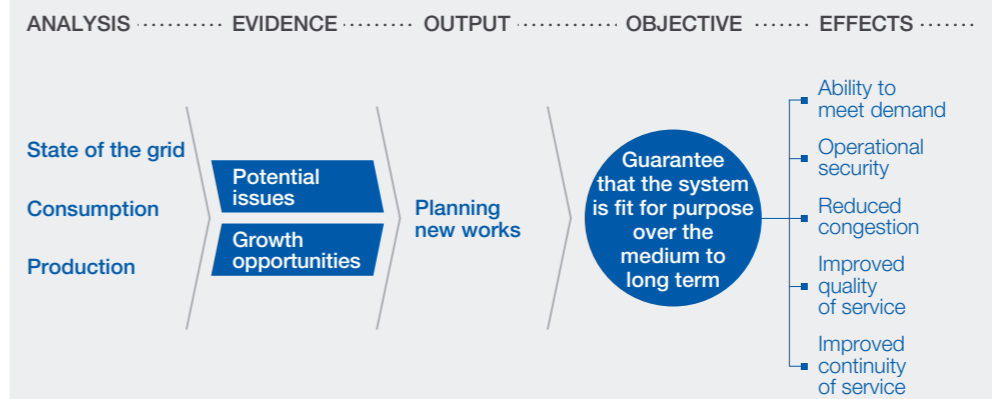 ANALYSIS
EVIDENCE
OUTPUT
OBJECTIVE
EFFECTS
State of the grid
Consumption
Production
Potential
issues
Growth
opportunities
Planning
new works
Guarantee
that the system
is fit for purpose
over the
medium to
long term
Ability to
meet demand
Operational
security
Reduced
congestion
Improved
quality
of service
Improved
continuity
of service